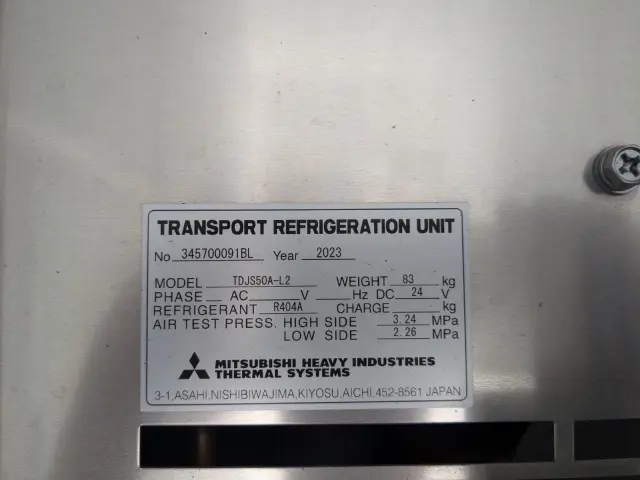 TRANSPORT REFRIGERATION UNIT
No 345700091BL Year 2023
MODEL TDJS50A-L2 WEIGHT 83 kg
PHASE AC V Hz DC 24 V
REFRIGERANT R404A CHARGE kg
AIR TEST PRESS. HIGH SIDE 3.24 MPa
LOW SIDE 2.26 MPa
MITSUBISHI HEAVY INDUSTRIES
THERMAL SYSTEMS
3-1,ASAHI,NISHIBIWAJIMA,KIYOSU,AICHI,452-8561 JAPAN